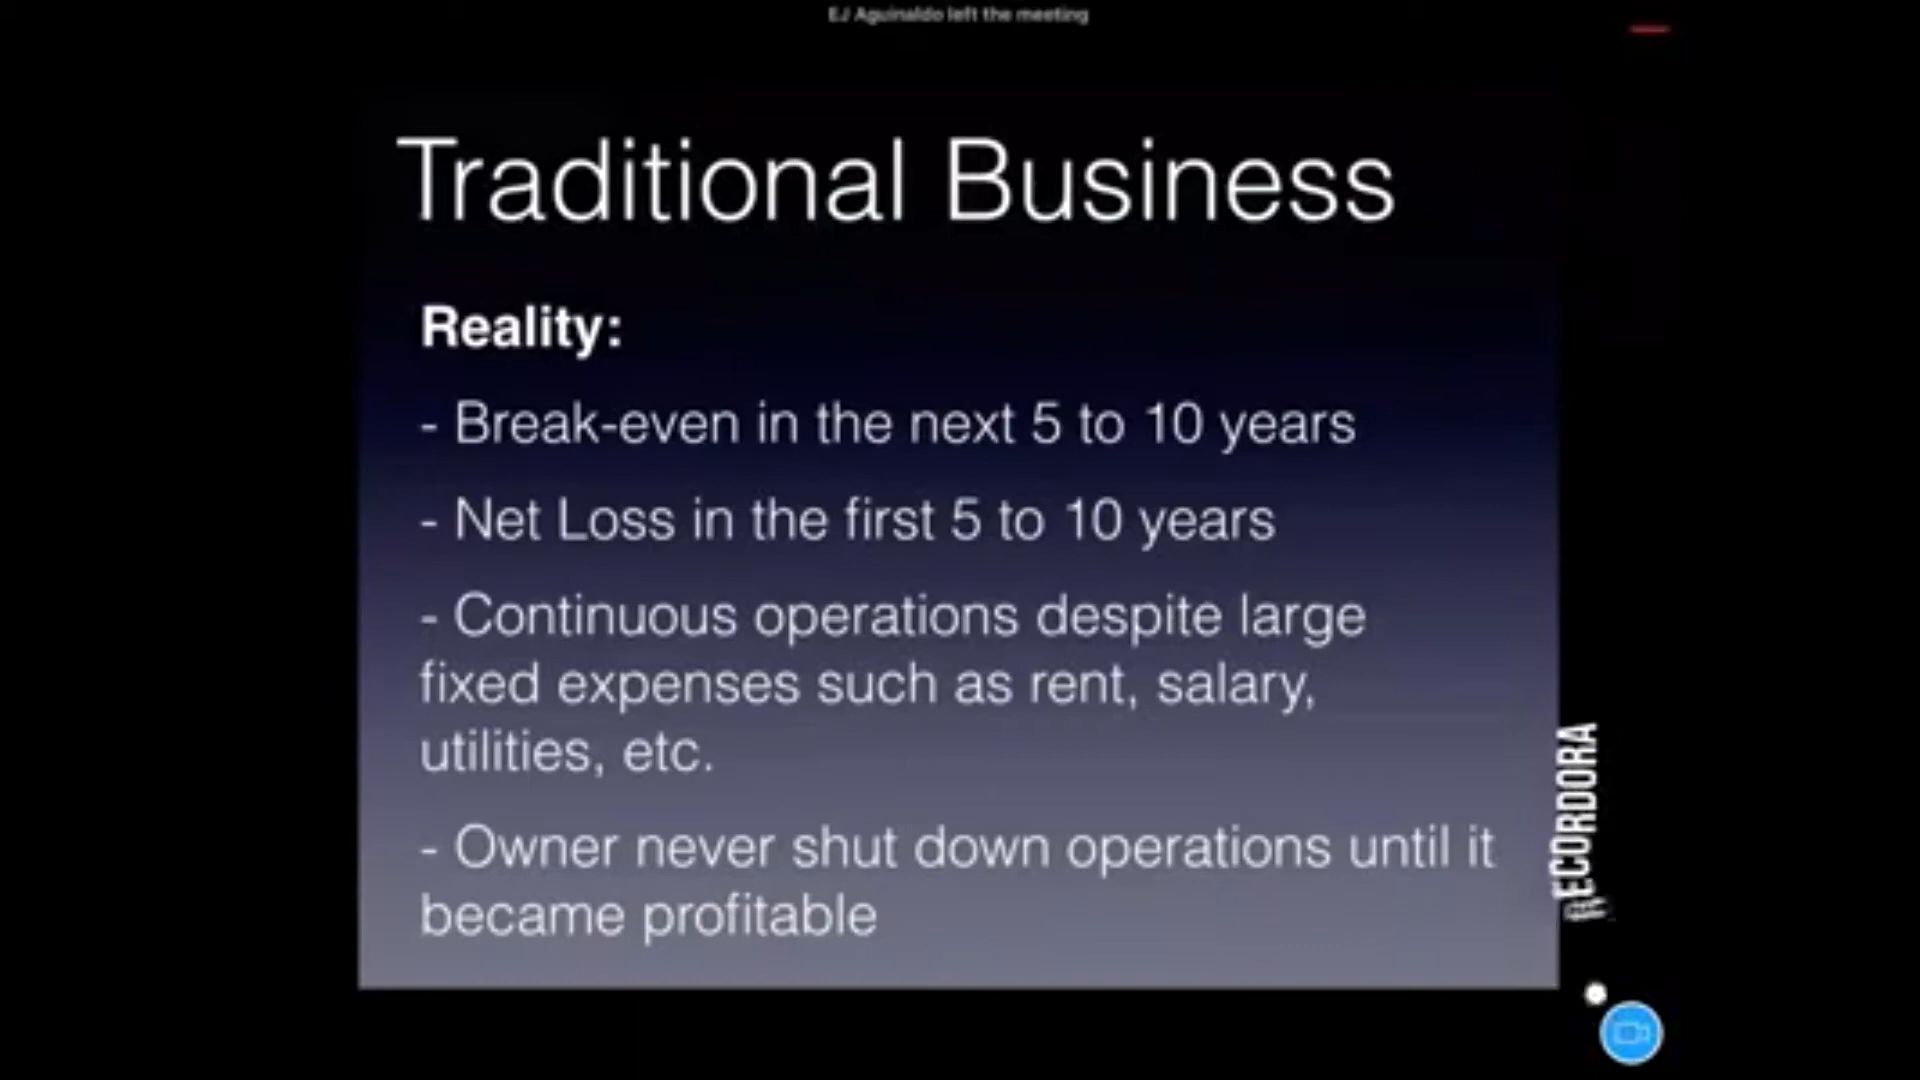 EJ Aguinaldo left the meeting
Traditional Business
Reality:
- Break-even in the next 5 to 10 years
- Net Loss in the first 5 to 10 years
- Continuous operations despite large
fixed expenses such as rent, salary,
utilities, etc.
- Owner never shut down operations until it
became profitable